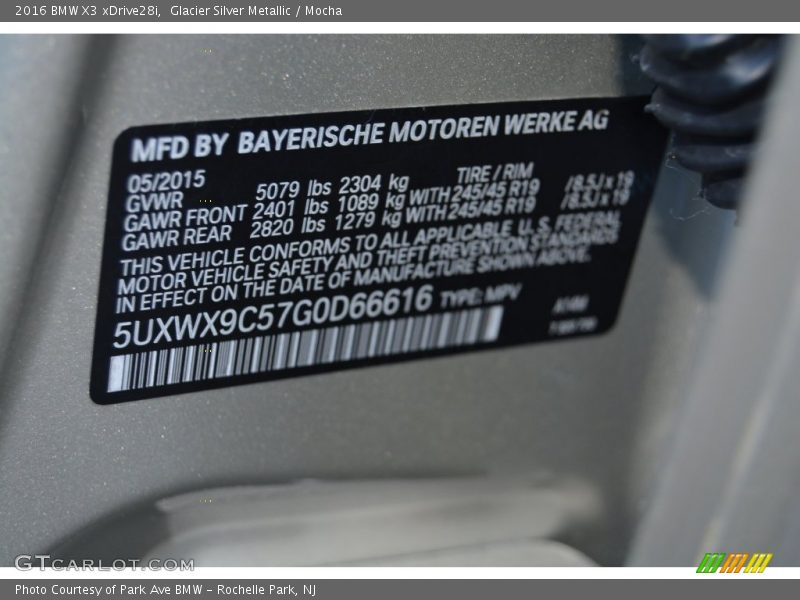 2016 BMW X3 xDrive28i,  Glacier Silver Metallic / Mocha
MFD BY BAYERISCHE MOTOREN WERKE AG
05/2015 TIRE / RIM
GVWR 5079 lbs 2304 kg
GAWR FRONT 2401 lbs 1089 kg WITH 245/45 R19 /8.5J x 19
GAWR REAR 2820 lbs 1279 kg WITH 245/45 R19 /8.5J x 19
THIS VEHICLE CONFORMS TO ALL APPLICABLE U. S. FEDERAL
MOTOR VEHICLE SAFETY AND THEFT PREVENTION STANDARDS
IN EFFECT ON THE DATE OF MANUFACTURE SHOWN ABOVE.
5UXWX9C57G0D66616 TYPE: MPV
GTCARLOT.COM
Photo Courtesy of Park Ave BMW - Rochelle Park, NJ